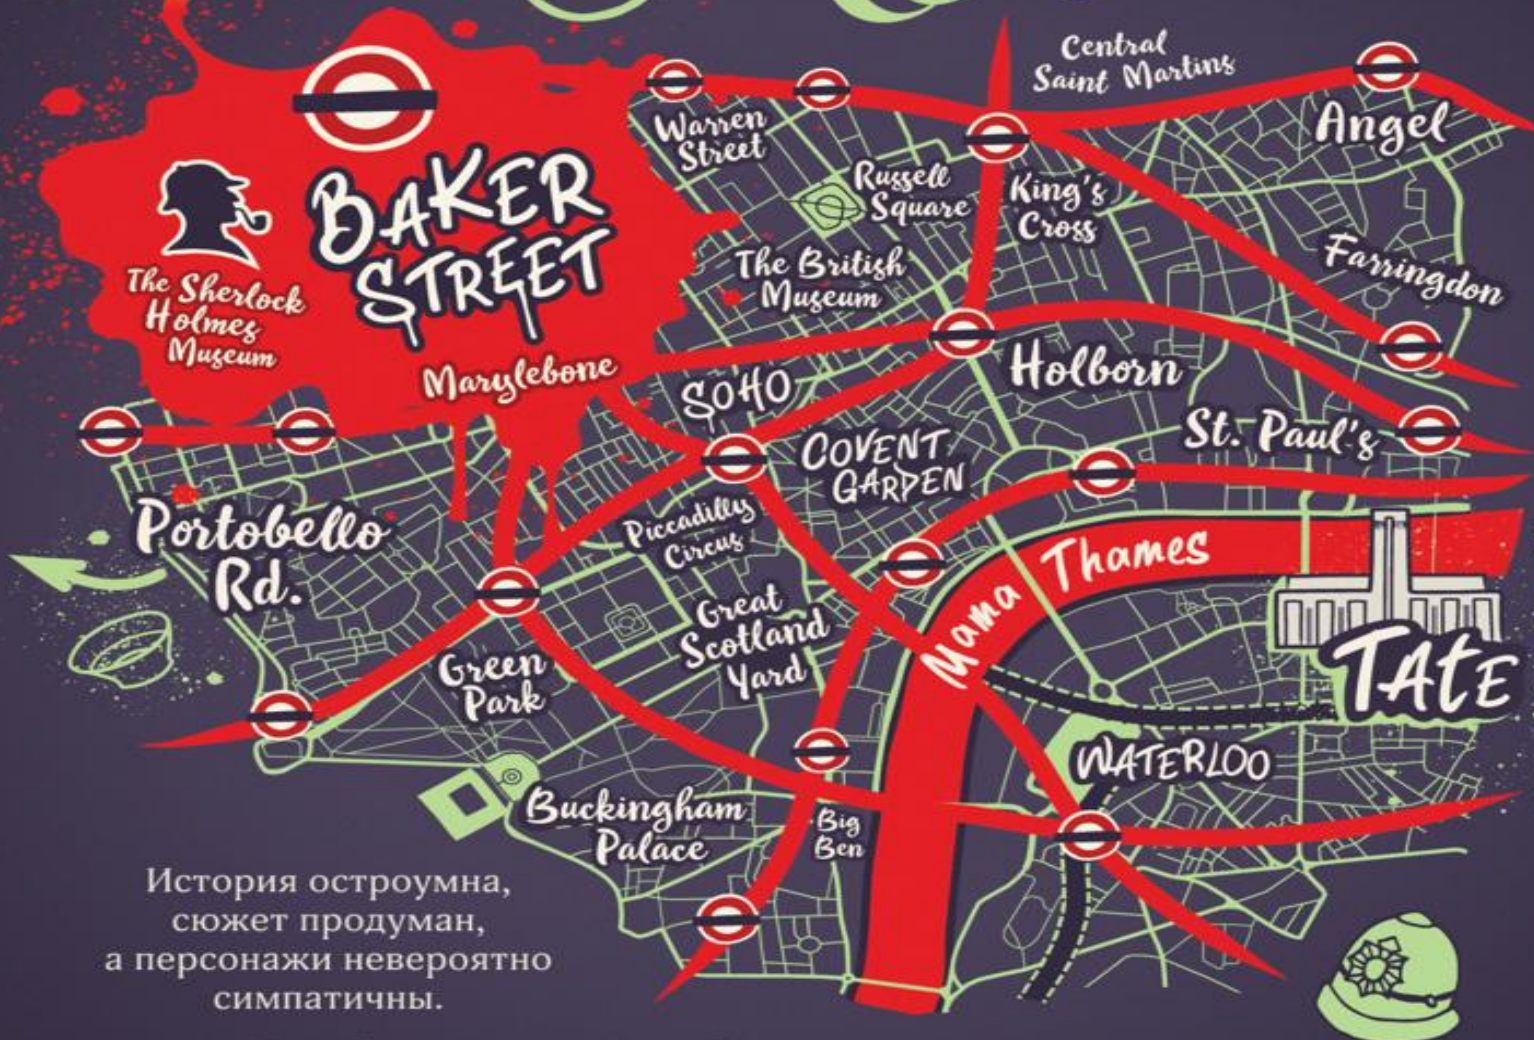 Central
Saint Martins
Angel
Warren
Street
Russell
Square
King's
Cross
BAKER
STREET
The Sherlock
Holmes
Museum
The British
Museum
Farringdon
Marylebone
SOHO
Holborn
St. Paul's
COVENT
GARDEN
Portobello
Rd.
Piccadilly
Circus
Mama Thames
Great
Scotland
Yard
TATE
Green
Park
WATERLOO
Buckingham
Palace
Big
Ben
История остроумна,
сюжет продуман,
а персонажи невероятно
симпатичны.